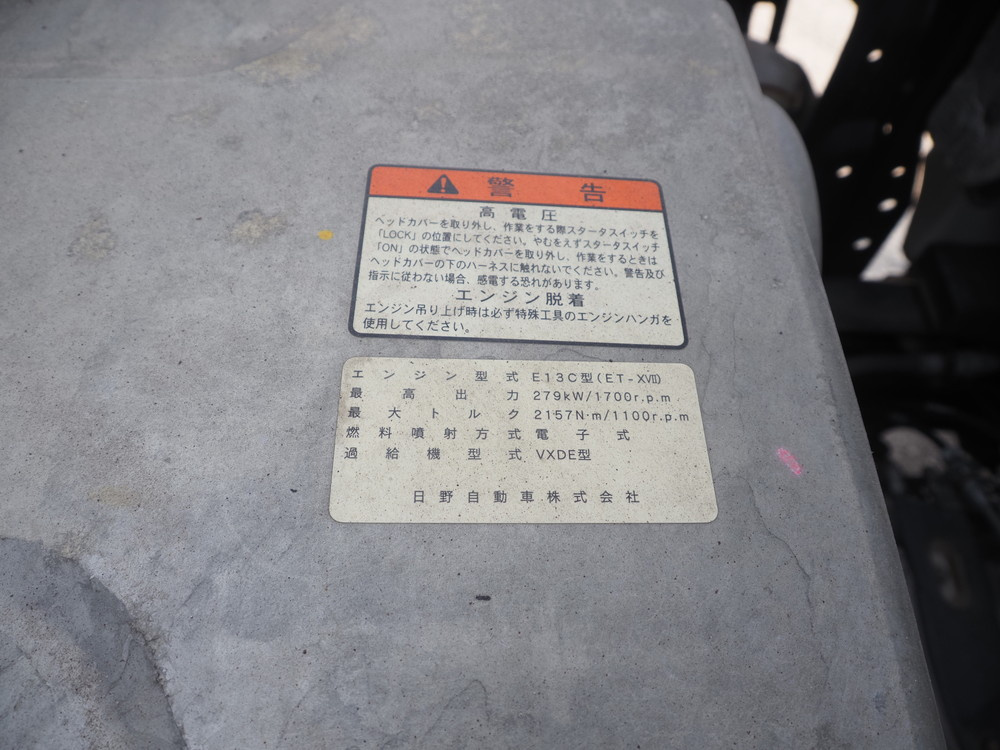 警告
高電圧
ヘッドカバーを取り外し、作業をする際スタータスイッチを
「LOCK」の位置にしてください。やむをえずスタータスイッチ
「ON」の状態でヘッドカバーを取り外し、作業をするときは
ヘッドカバーの下のハーネスに触れないでください。警告及び
指示に従わない場合、感電する恐れがあります。
エンジン脱着
エンジン吊り上げ時は必ず特殊工具のエンジンハンガを
使用してください。
エンジン型式 E13C型(ET-XVII)
最高出力 279kW/1700r.p.m
最大トルク 2157N·m/1100r.p.m
燃料噴射方式 電子式
過給機型式 VXDE型
日野自動車株式会社